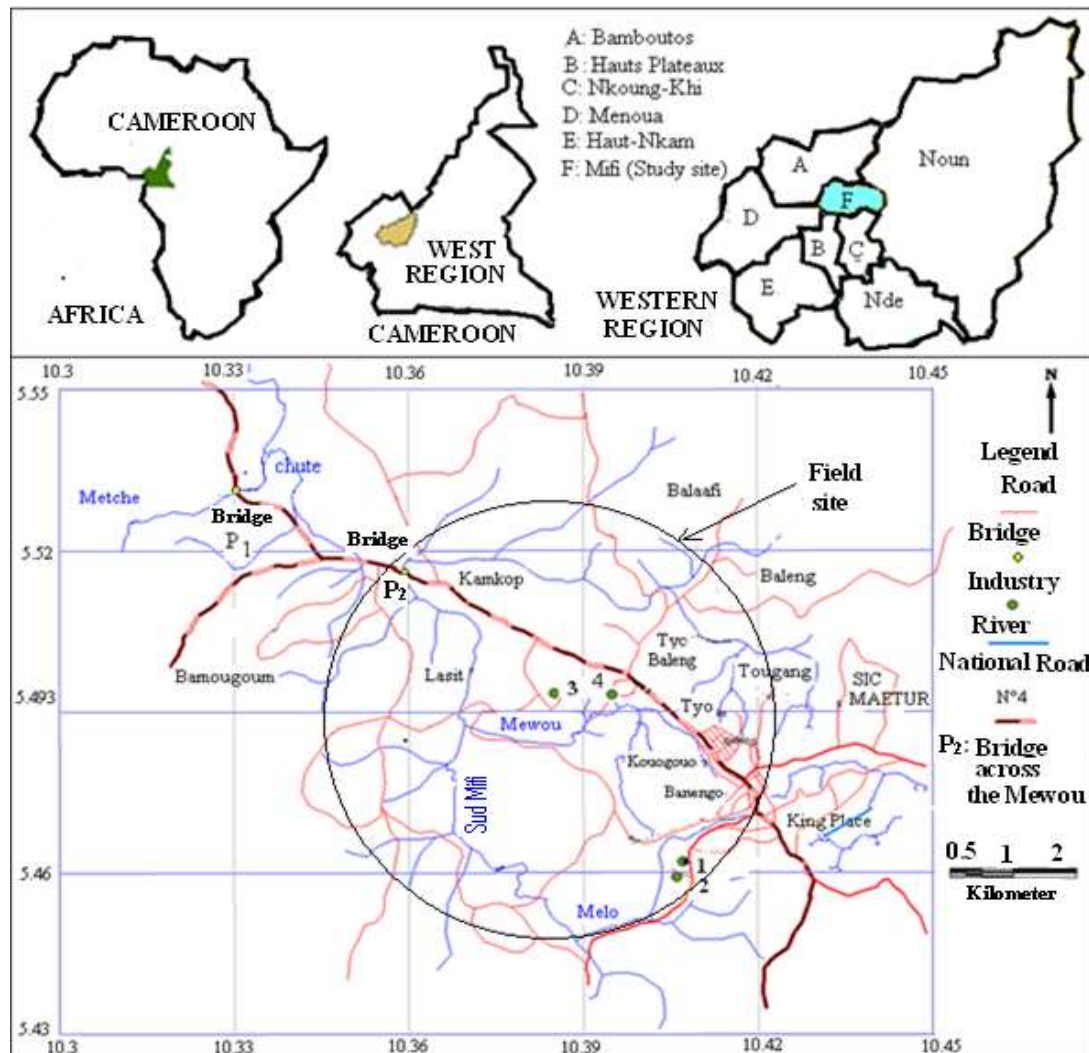 CAMEROON
AFRICA
WEST
REGION
CAMEROON
A: Bamboutos
B: Hauts Plateaux
C: Nkoung-Khi
D: Menoua
E: Haut-Nkam
F: Mifi (Study site)
WESTERN
REGION
A
Noun
F
D
B
C
E
Nde
10.3
10.33
10.36
10.39
10.42
10.45
5.55
5.52
5.493
5.46
5.43
10.3
10.33
10.36
10.39
10.42
10.45
chute
Metche
Bridge
P1
Bridge
P2
Kamkop
Balaafi
Field
site
Baleng
Bamougoum
Lasit
Tyc
Baleng
Tougang
SIC
MAETUR
3
4
Mewou
Tyo
Kouogouo
Banengo
Sud Mifi
King Place
1
2
Melo
N
Legend
Road
Bridge
Industry
River
National Road
N°4
P2: Bridge
across
the Mewou
0.5 1 2
Kilometer